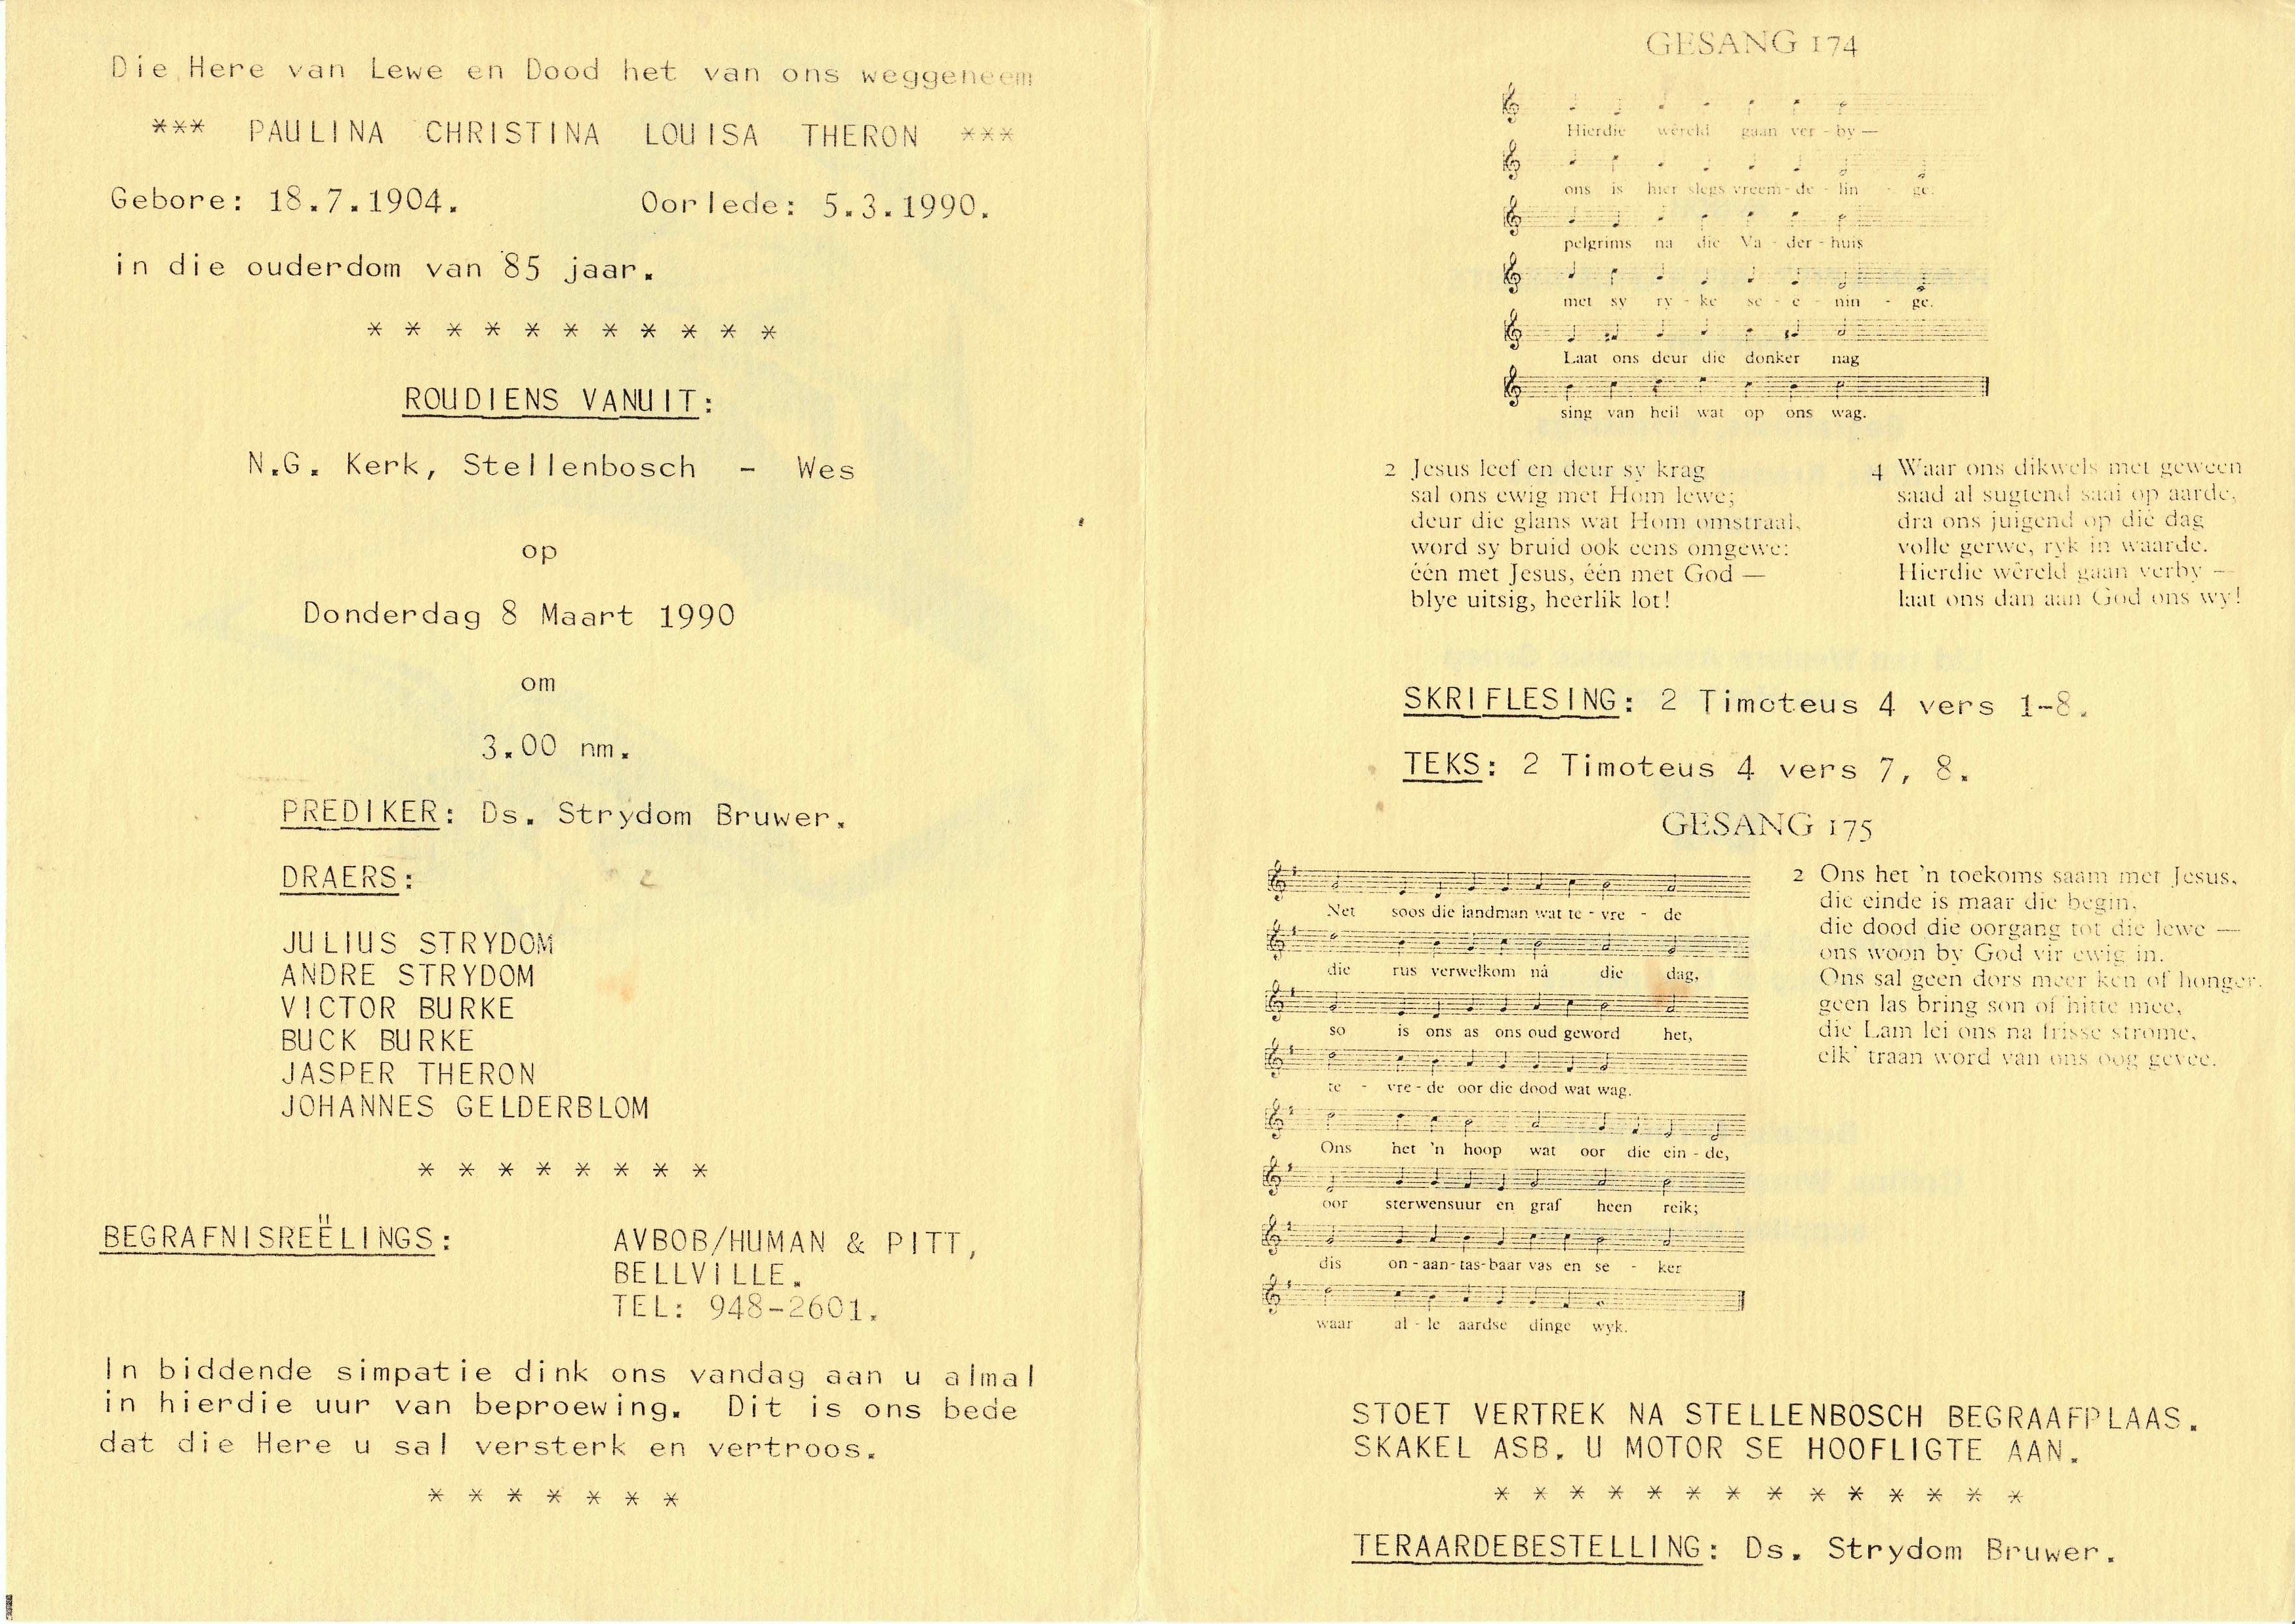 Die Here van Lewe en Dood het van ons weggeneem
*** PAULINA CHRISTINA LOUISA THERON ***
Gebore: 18.7.1904. Oorlede: 5.3.1990.
in die ouderdom van 85 jaar.
* * * * * * * * * * *
ROUDIENS VANUIT:
N.G. Kerk, Stellenbosch - Wes
op
Donderdag 8 Maart 1990
om
3.00 nm.
PREDIKER: Ds. Strydom Bruwer.
DRAERS:
JULIUS STRYDOM
ANDRE STRYDOM
VICTOR BURKE
BUCK BURKE
JASPER THERON
JOHANNES GELDERBLOM
* * * * * * * *
BEGRAFNISREËLINGS: AVBOB/HUMAN & PITT,
BELLVILLE.
TEL: 948-2601.
In biddende simpatie dink ons vandag aan u almal
in hierdie uur van beproewing. Dit is ons bede
dat die Here u sal versterk en vertroos.
* * * * * * *
GESANG 174
Hierdie wêreld gaan ver - by —
ons is hier slegs vreem - de - lin - ge:
pelgrims na die Va - der - huis
met sy ry - ke se - e - nin - ge.
Laat ons deur die donker nag
sing van heil wat op ons wag.
2 Jesus leef en deur sy krag
sal ons ewig met Hom lewe;
deur die glans wat Hom omstraal,
word sy bruid ook eens omgewe:
één met Jesus, één met God —
blye uitsig, heerlik lot!
4 Waar ons dikwels met geween
saad al sugtend saai op aarde,
dra ons juigend op dié dag
volle gerwe, ryk in waarde.
Hierdie wêreld gaan verby —
laat ons dan aan God ons wy!
SKRIFLESING: 2 Timoteus 4 vers 1-8.
TEKS: 2 Timoteus 4 vers 7, 8.
GESANG 175
Net soos die landman wat te - vre - de
die rus verwelkom ná die dag,
so is ons as ons oud geword het,
te - vre - de oor die dood wat wag.
Ons het 'n hoop wat oor die ein - de,
oor sterwensuur en graf heen reik;
dis on - aan - tas - baar vas en se - ker
waar al - le aardse dinge wyk.
2 Ons het 'n toekoms saam met Jesus,
die einde is maar die begin,
die dood die oorgang tot die lewe —
ons woon by God vir ewig in.
Ons sal geen dors meer ken of honger,
geen las bring son of hitte mee,
die Lam lei ons na frisse strome,
elk' traan word van ons oog gevee.
STOET VERTREK NA STELLENBOSCH BEGRAAFPLAAS.
SKAKEL ASB. U MOTOR SE HOOFLIGTE AAN.
* * * * * * * * * * * * * *
TERAARDEBESTELLING: Ds. Strydom Bruwer.